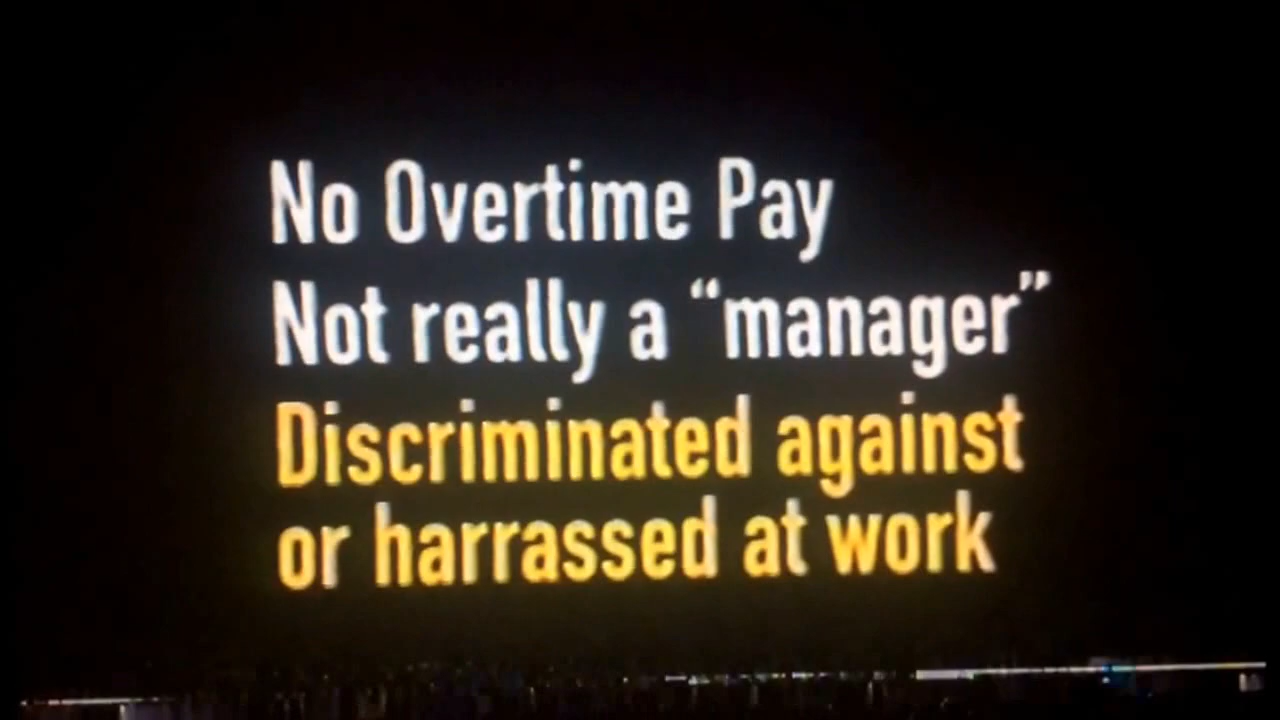 No Overtime Pay
Not really a “manager”
Discriminated against
or harrassed at work